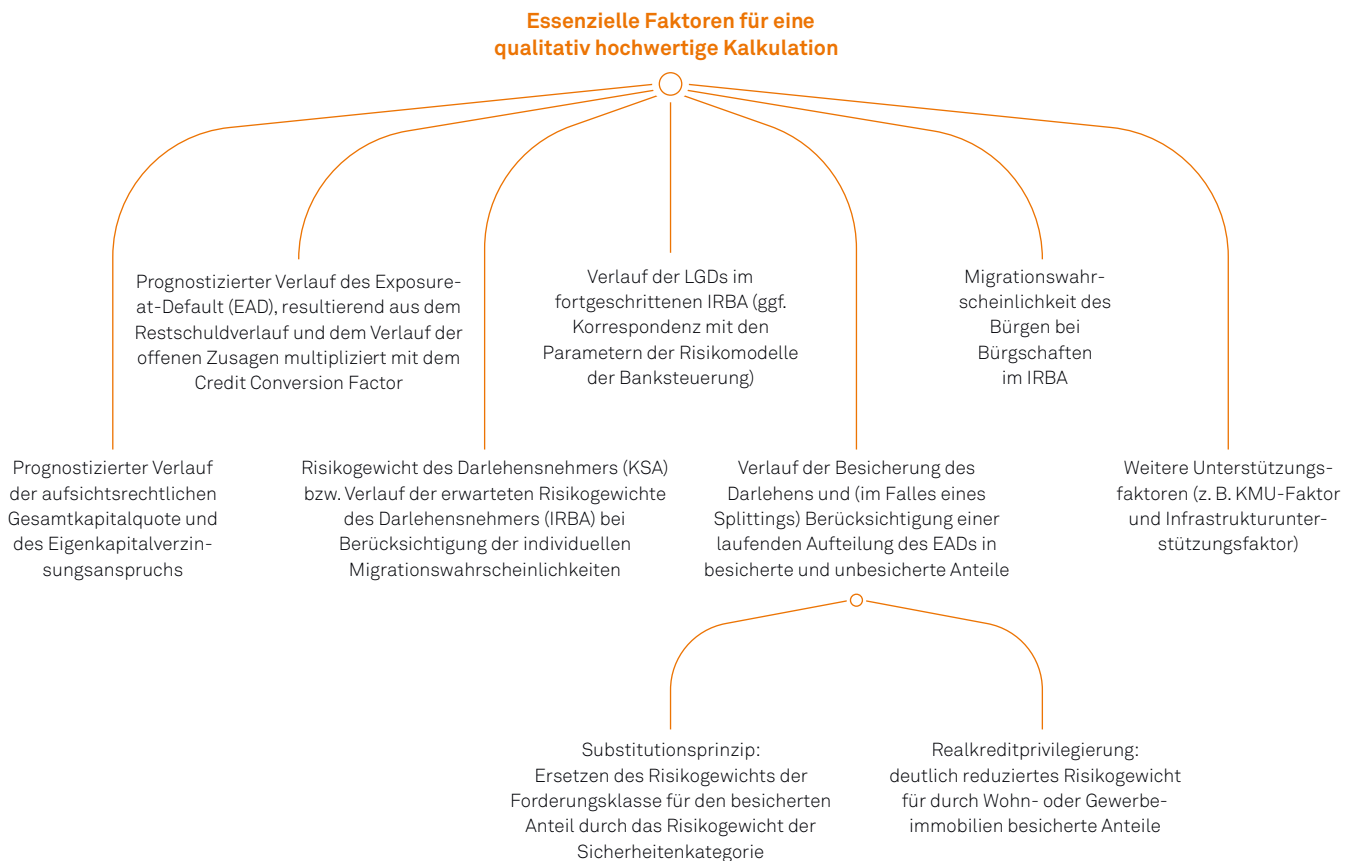 Essenzielle Faktoren für eine
qualitativ hochwertige Kalkulation
Prognostizierter Verlauf des Exposure-
at-Default (EAD), resultierend aus dem
Restschuldverlauf und dem Verlauf der
offenen Zusagen multipliziert mit dem
Credit Conversion Factor
Verlauf der LGDs im
fortgeschrittenen IRBA (ggf.
Korrespondenz mit den
Parametern der Risikomodelle
der Banksteuerung)
Migrationswahr-
scheinlichkeit des
Bürgen bei
Bürgschaften
im IRBA
Prognostizierter Verlauf
der aufsichtsrechtlichen
Gesamtkapitalquote und
des Eigenkapitalverzin-
sungsanspruchs
Risikogewicht des Darlehensnehmers (KSA)
bzw. Verlauf der erwarteten Risikogewichte
des Darlehensnehmers (IRBA) bei
Berücksichtigung der individuellen
Migrationswahrscheinlichkeiten
Verlauf der Besicherung des
Darlehens und (im Falles eines
Splittings) Berücksichtigung einer
laufenden Aufteilung des EADs in
besicherte und unbesicherte Anteile
Weitere Unterstützungs-
faktoren (z. B. KMU-Faktor
und Infrastrukturunter-
stützungsfaktor)
Substitutionsprinzip:
Ersetzen des Risikogewichts der
Forderungsklasse für den besicherten
Anteil durch das Risikogewicht der
Sicherheitenkategorie
Realkreditprivilegierung:
deutlich reduziertes Risikogewicht
für durch Wohn- oder Gewerbe-
immobilien besicherte Anteile